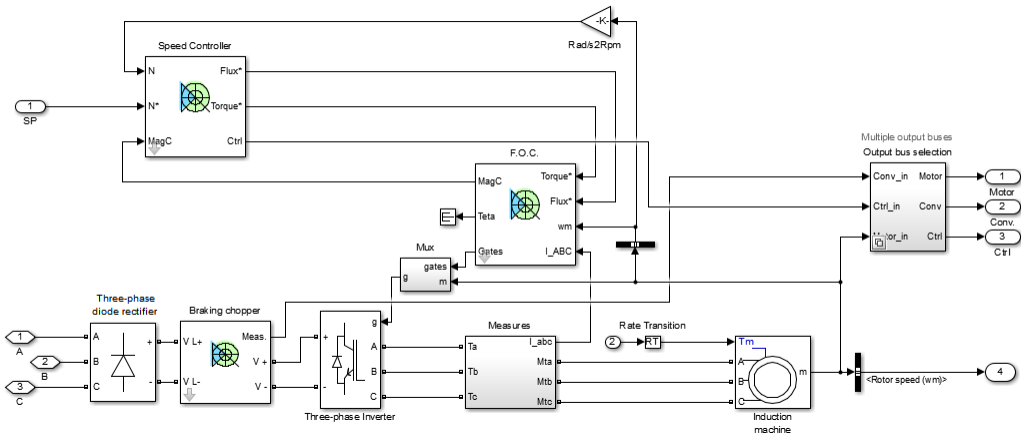 -K-
Rad/s2Rpm
Speed Controller
N
N*
MagC
Flux*
Torque*
Ctrl
1
SP
F.O.C.
MagC
Teta
Gates
Torque*
Flux*
wm
I_ABC
Multiple output buses
Output bus selection
Conv_in
Ctrl_in
Motor_in
Motor
Conv
Ctrl
1
Motor
2
Conv.
3
Ctrl
Mux
g
gates
m
Three-phase
diode rectifier
A
B
C
+
-
1
A
2
B
3
C
Braking chopper
V L+
V L-
Meas.
V +
V -
g
+
-
A
B
C
Three-phase Inverter
Measures
Ta
Tb
Tc
I_abc
Mta
Mtb
Mtc
Rate Transition
2
RT
Tm
A
B
C
m
Induction
machine
<Rotor speed (wm)>
4